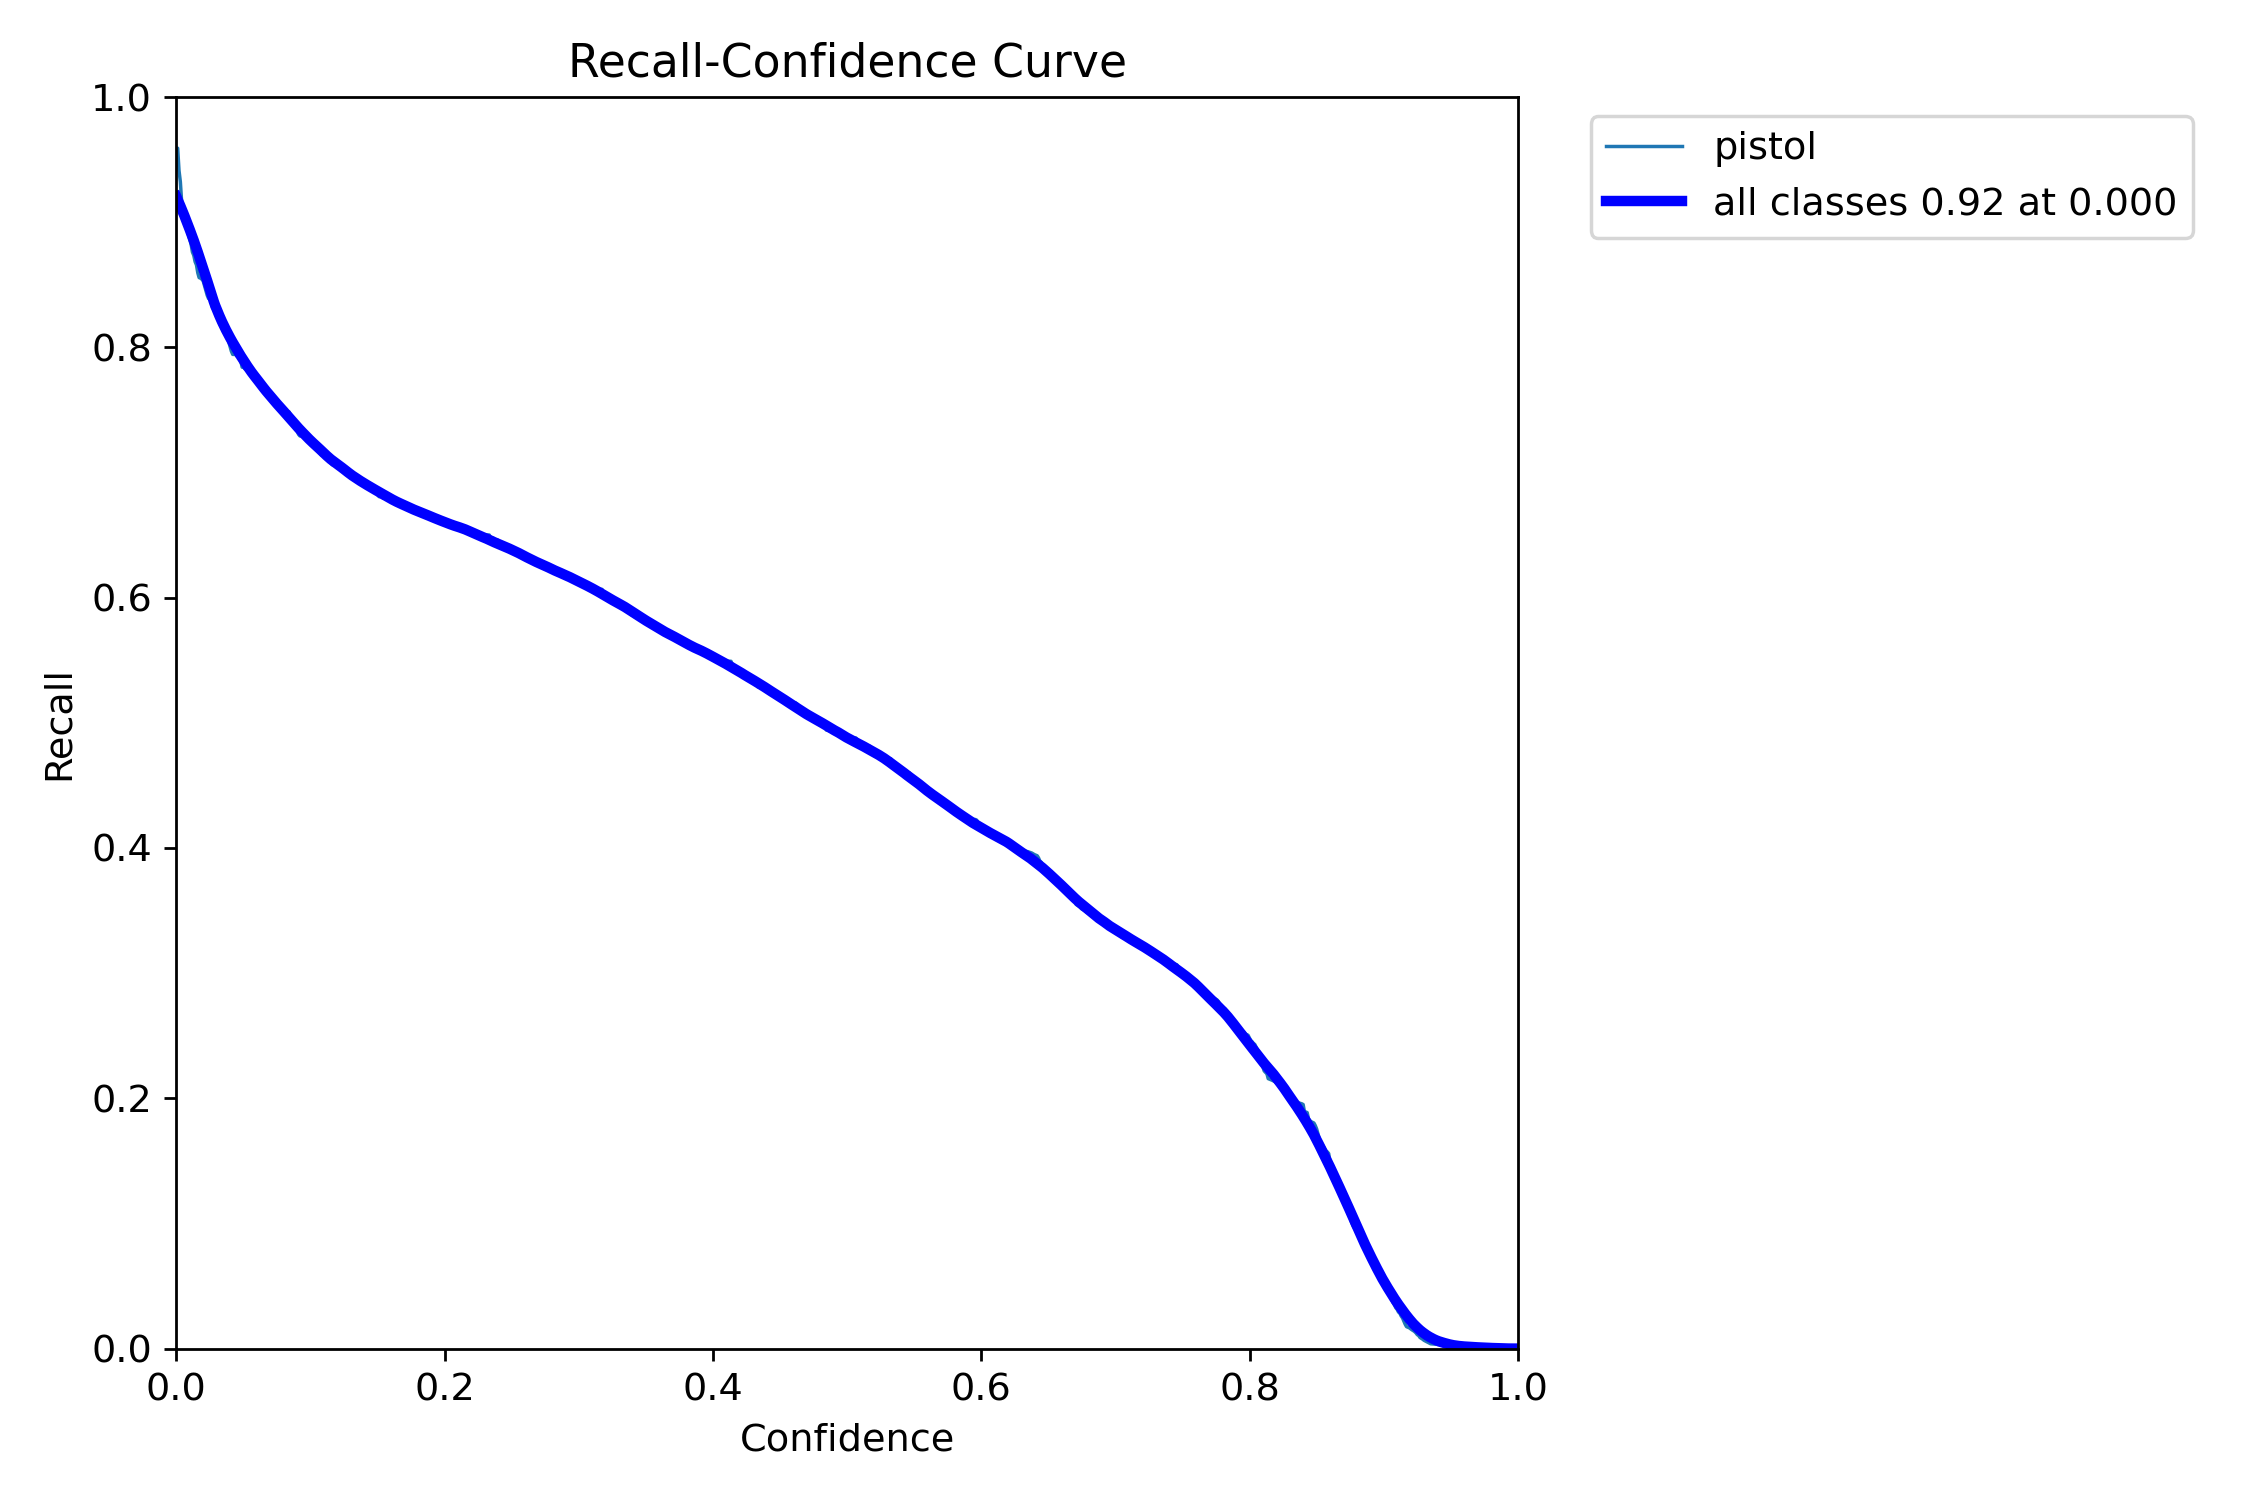 Recall-Confidence Curve
1.0
0.8
0.6
0.4
0.2
0.0
Recall
0.0 0.2 0.4 0.6 0.8 1.0
Confidence
pistol
all classes 0.92 at 0.000